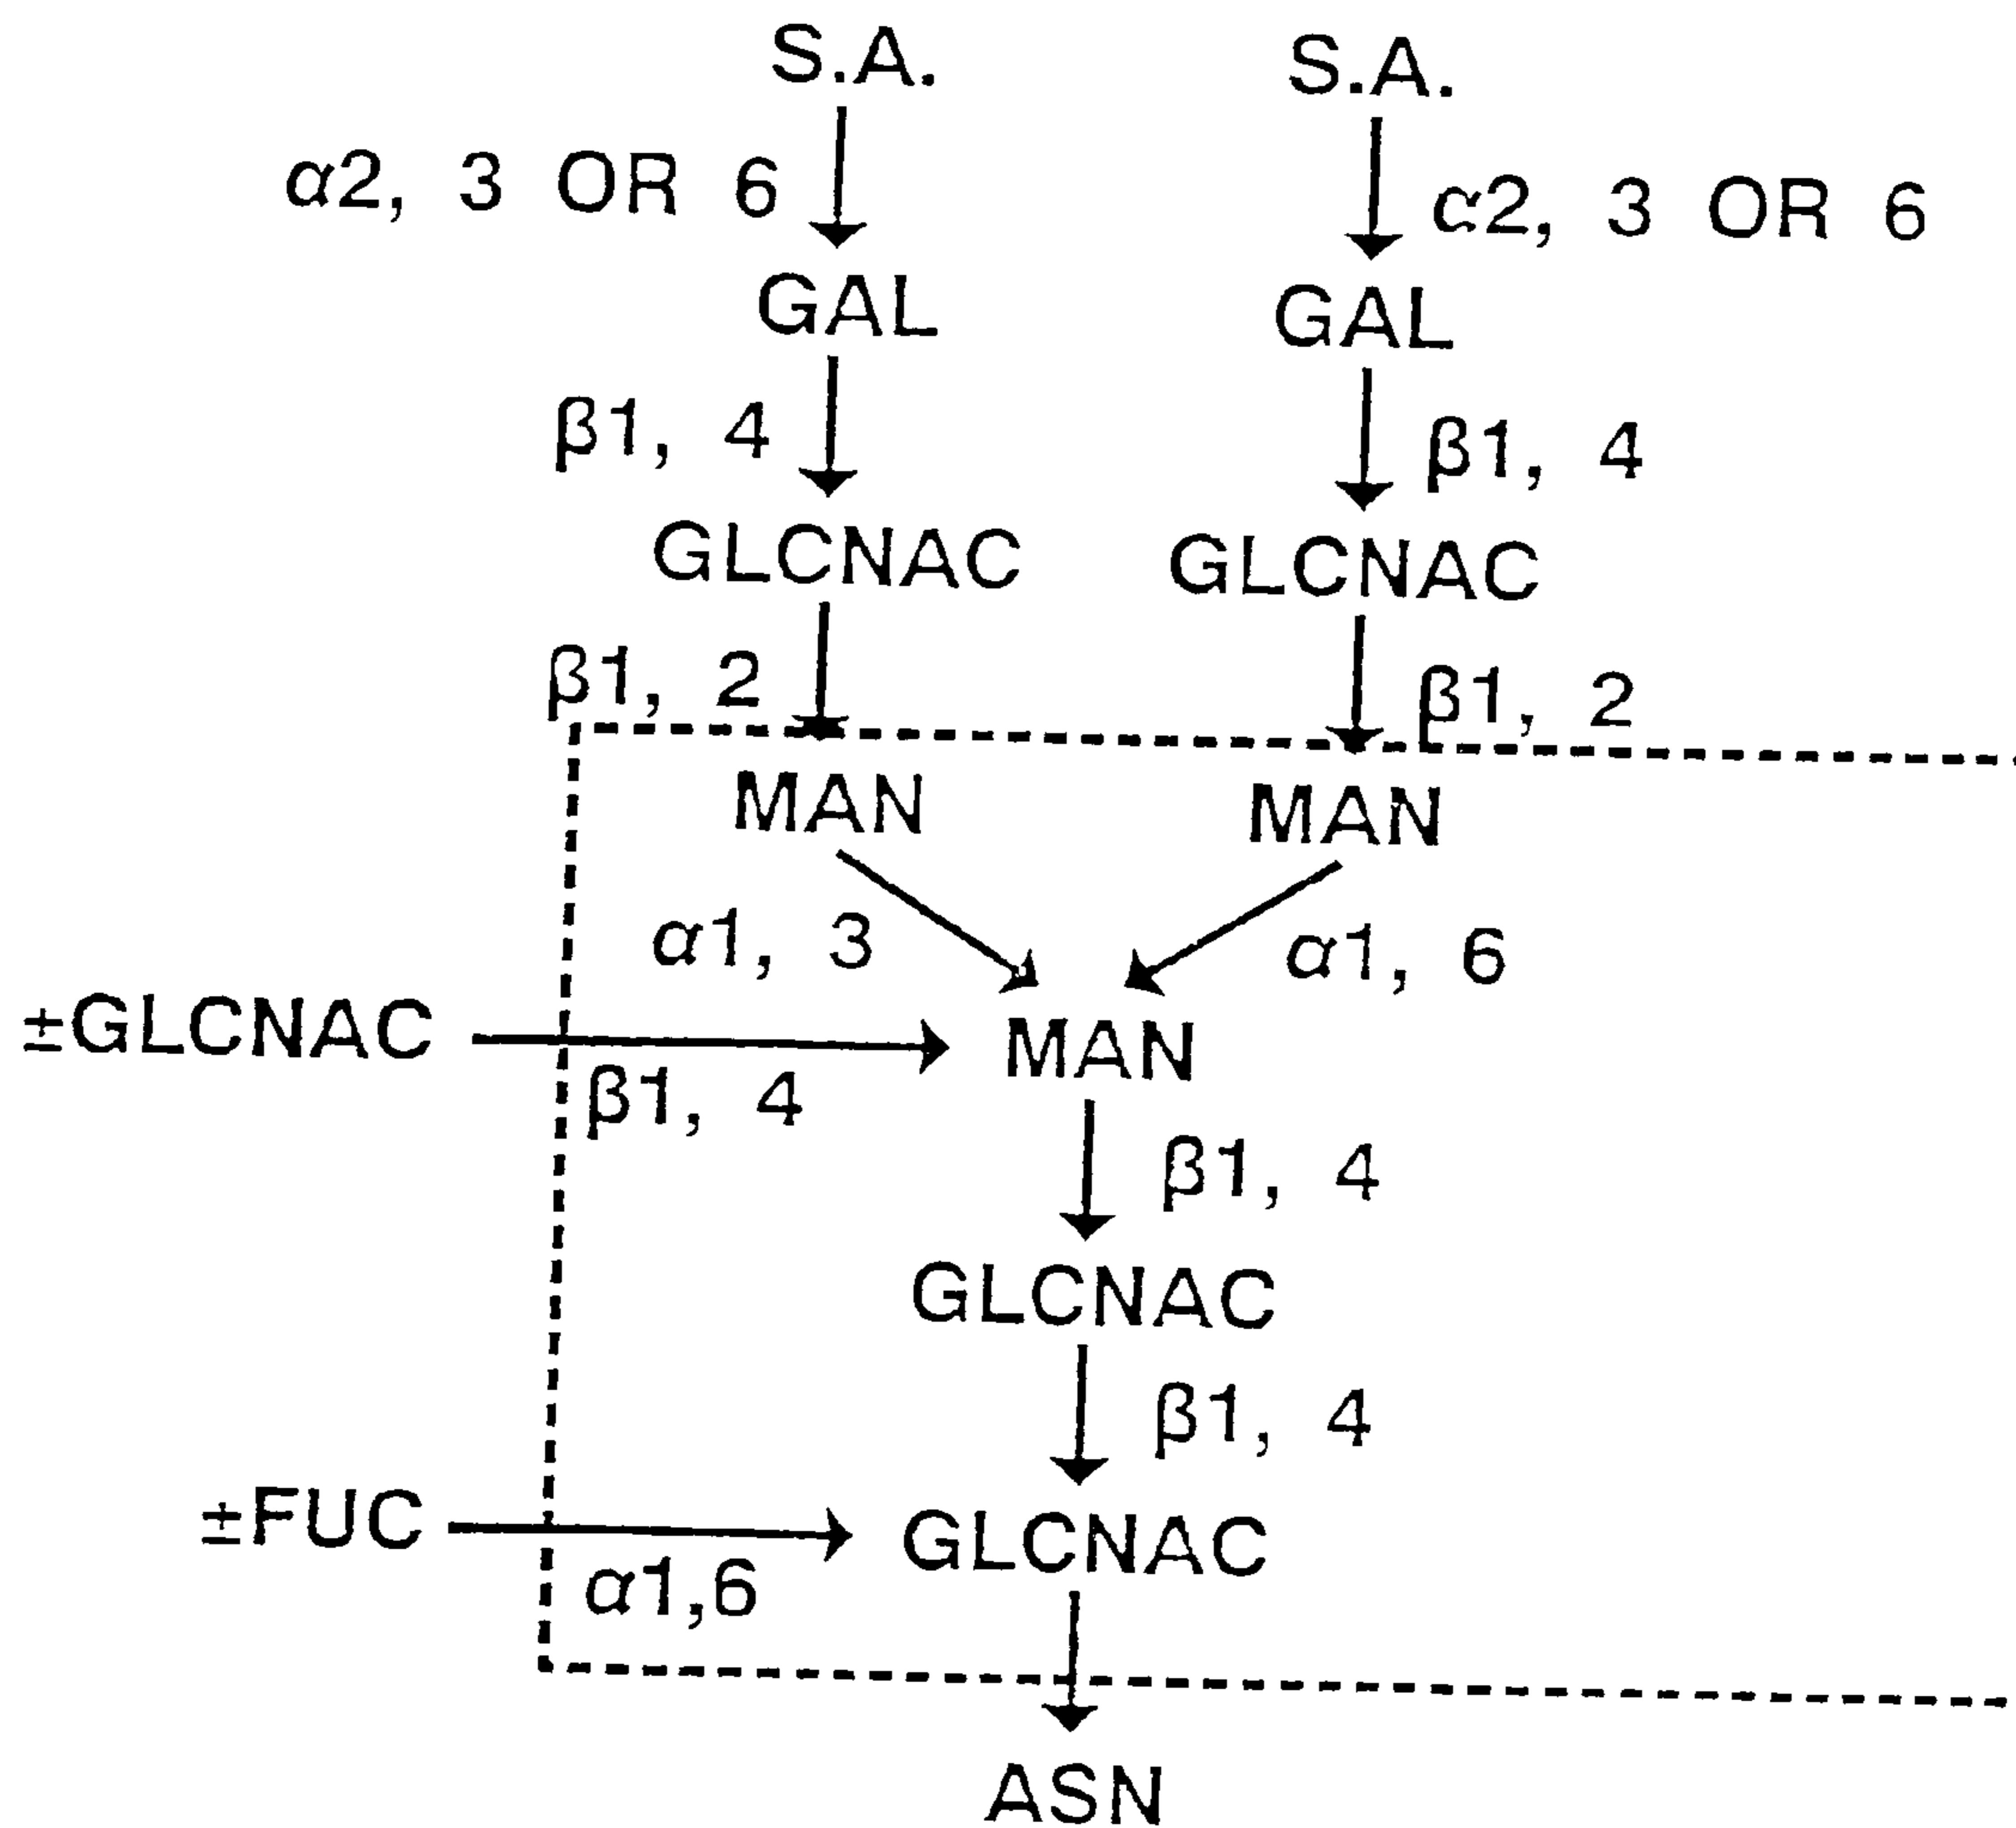 S.A. S.A.
α2, 3 OR 6 α2, 3 OR 6
GAL GAL
β1, 4 β1, 4
GLCNAC GLCNAC
β1, 2 β1, 2
MAN MAN
α1, 3 α1, 6
±GLCNAC MAN
β1, 4
β1, 4
GLCNAC
β1, 4
±FUC GLCNAC
α1,6
ASN